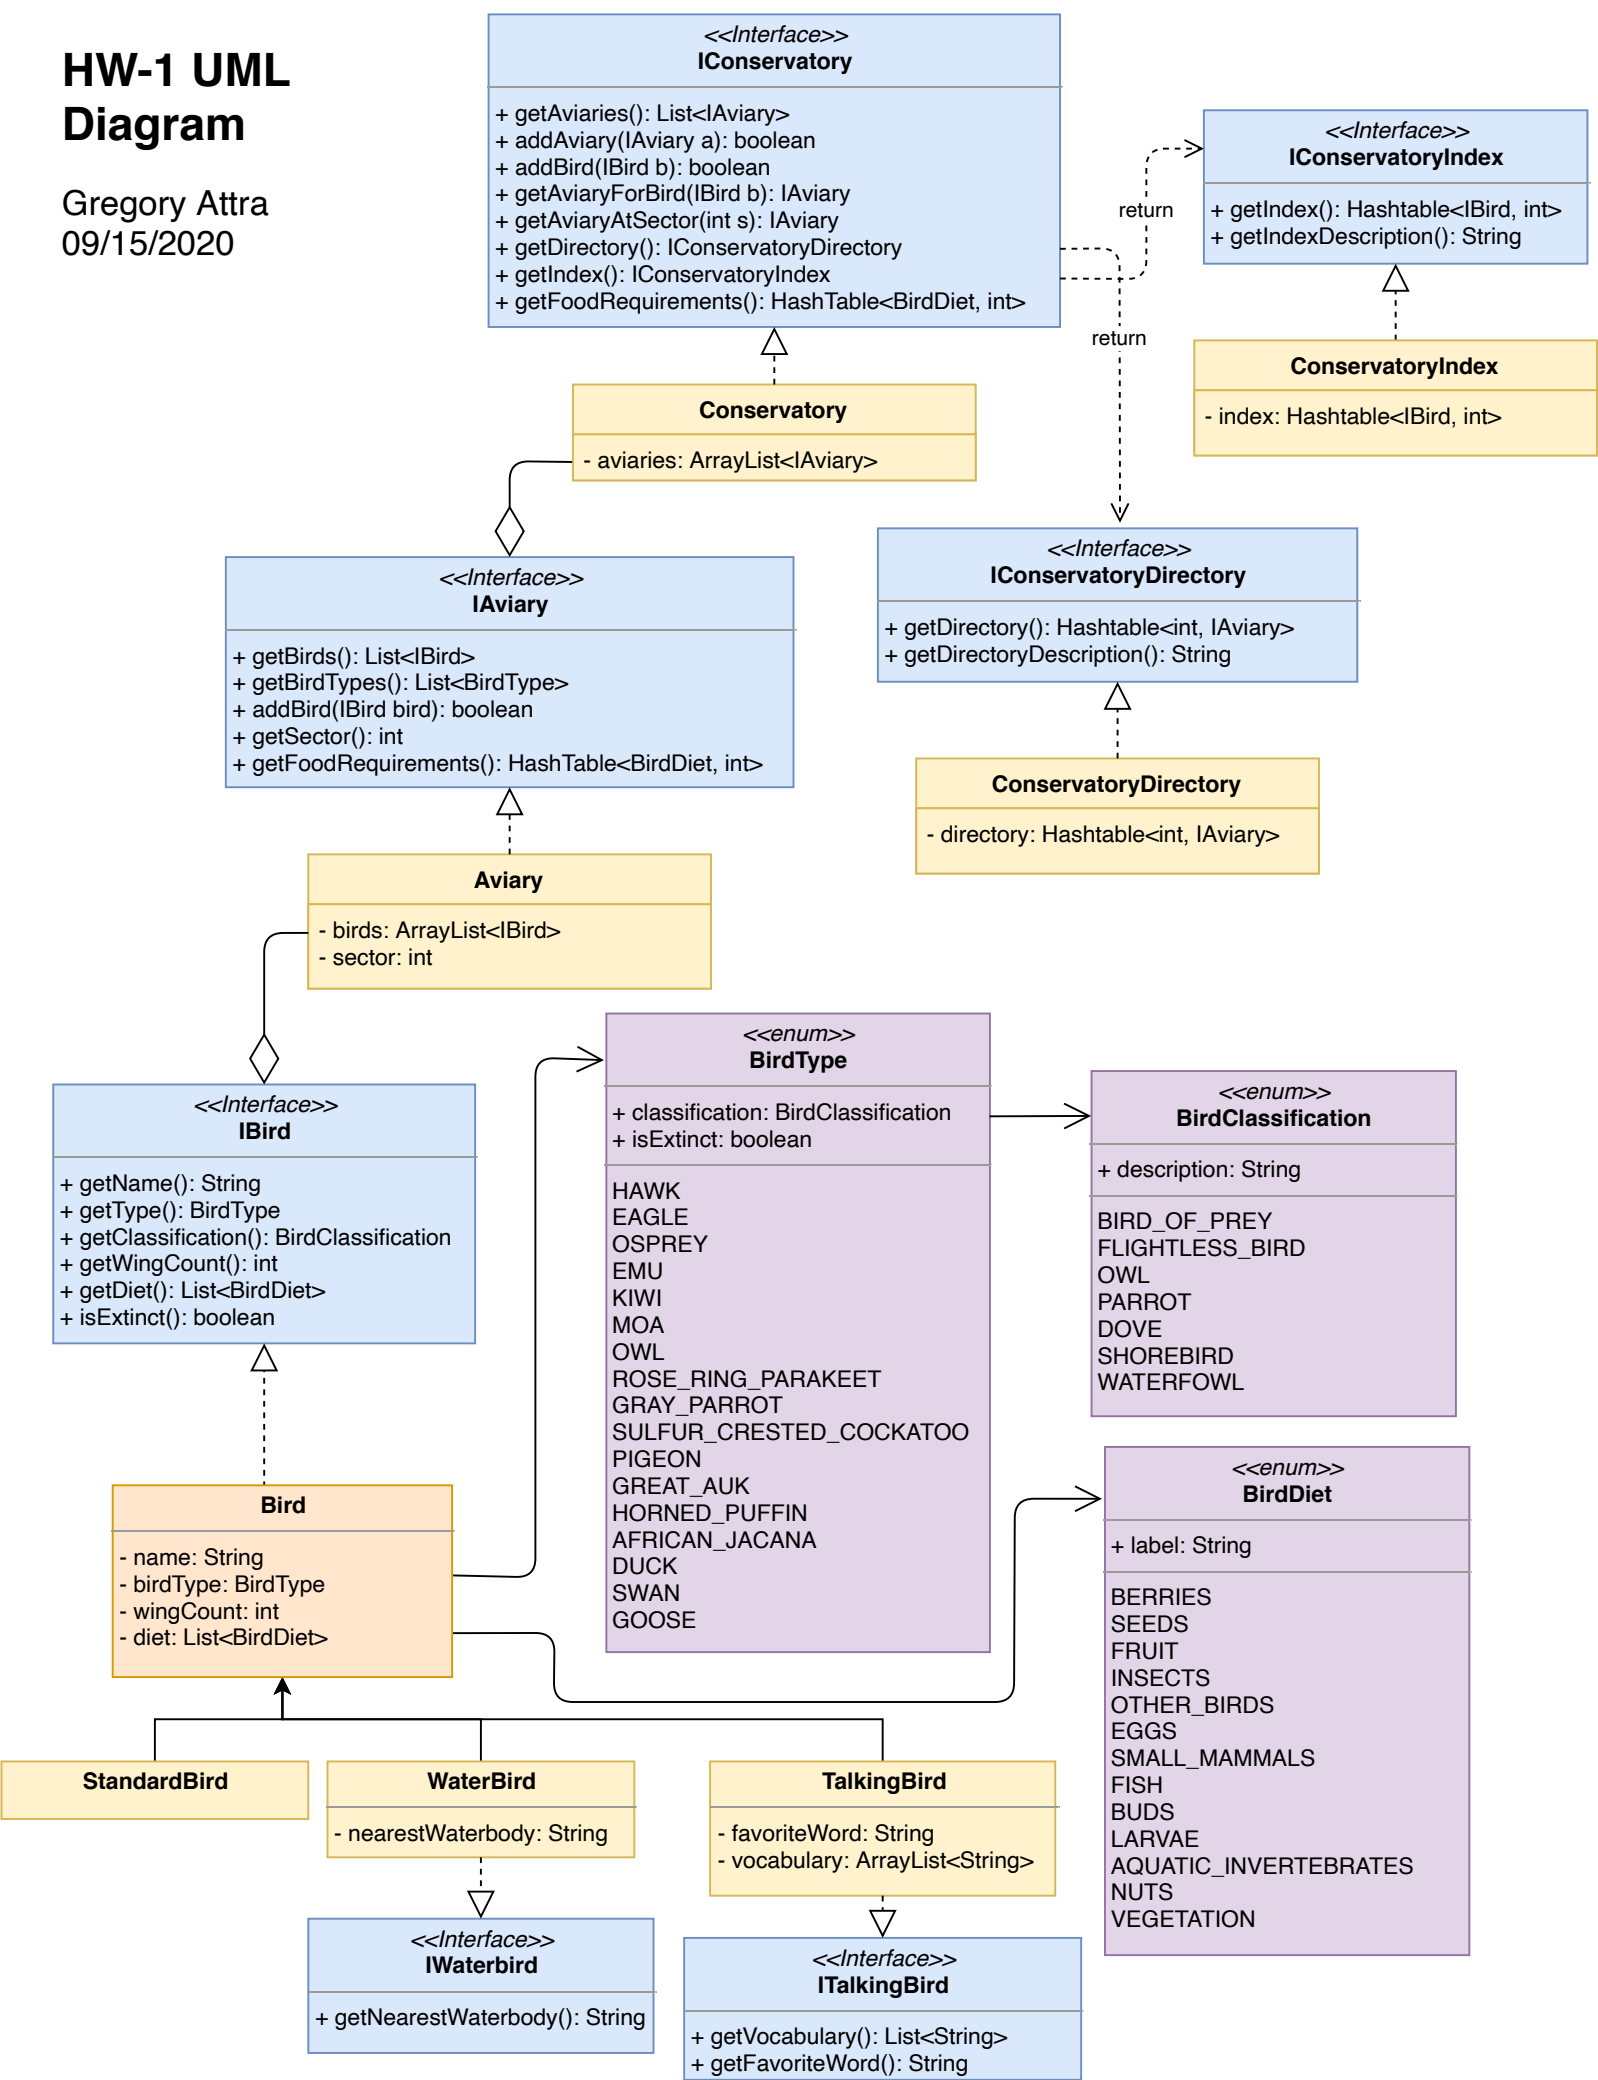 HW-1 UML
Diagram
Gregory Attra
09/15/2020
<<Interface>>
IConservatory
+ getAviaries(): List<IAviary>
+ addAviary(IAviary a): boolean
+ addBird(IBird b): boolean
+ getAviaryForBird(IBird b): IAviary
+ getAviaryAtSector(int s): IAviary
+ getDirectory(): IConservatoryDirectory
+ getIndex(): IConservatoryIndex
+ getFoodRequirements(): HashTable<BirdDiet, int>
return
return
<<Interface>>
IConservatoryIndex
+ getIndex(): Hashtable<IBird, int>
+ getIndexDescription(): String
ConservatoryIndex
- index: Hashtable<IBird, int>
Conservatory
- aviaries: ArrayList<IAviary>
<<Interface>>
IConservatoryDirectory
+ getDirectory(): Hashtable<int, IAviary>
+ getDirectoryDescription(): String
ConservatoryDirectory
- directory: Hashtable<int, IAviary>
<<Interface>>
IAviary
+ getBirds(): List<IBird>
+ getBirdTypes(): List<BirdType>
+ addBird(IBird bird): boolean
+ getSector(): int
+ getFoodRequirements(): HashTable<BirdDiet, int>
Aviary
- birds: ArrayList<IBird>
- sector: int
<<Interface>>
IBird
+ getName(): String
+ getType(): BirdType
+ getClassification(): BirdClassification
+ getWingCount(): int
+ getDiet(): List<BirdDiet>
+ isExtinct(): boolean
<<enum>>
BirdType
+ classification: BirdClassification
+ isExtinct: boolean
HAWK
EAGLE
OSPREY
EMU
KIWI
MOA
OWL
ROSE_RING_PARAKEET
GRAY_PARROT
SULFUR_CRESTED_COCKATOO
PIGEON
GREAT_AUK
HORNED_PUFFIN
AFRICAN_JACANA
DUCK
SWAN
GOOSE
<<enum>>
BirdClassification
+ description: String
BIRD_OF_PREY
FLIGHTLESS_BIRD
OWL
PARROT
DOVE
SHOREBIRD
WATERFOWL
<<enum>>
BirdDiet
+ label: String
BERRIES
SEEDS
FRUIT
INSECTS
OTHER_BIRDS
EGGS
SMALL_MAMMALS
FISH
BUDS
LARVAE
AQUATIC_INVERTEBRATES
NUTS
VEGETATION
Bird
- name: String
- birdType: BirdType
- wingCount: int
- diet: List<BirdDiet>
StandardBird
WaterBird
- nearestWaterbody: String
TalkingBird
- favoriteWord: String
- vocabulary: ArrayList<String>
<<Interface>>
IWaterbird
+ getNearestWaterbody(): String
<<Interface>>
ITalkingBird
+ getVocabulary(): List<String>
+ getFavoriteWord(): String